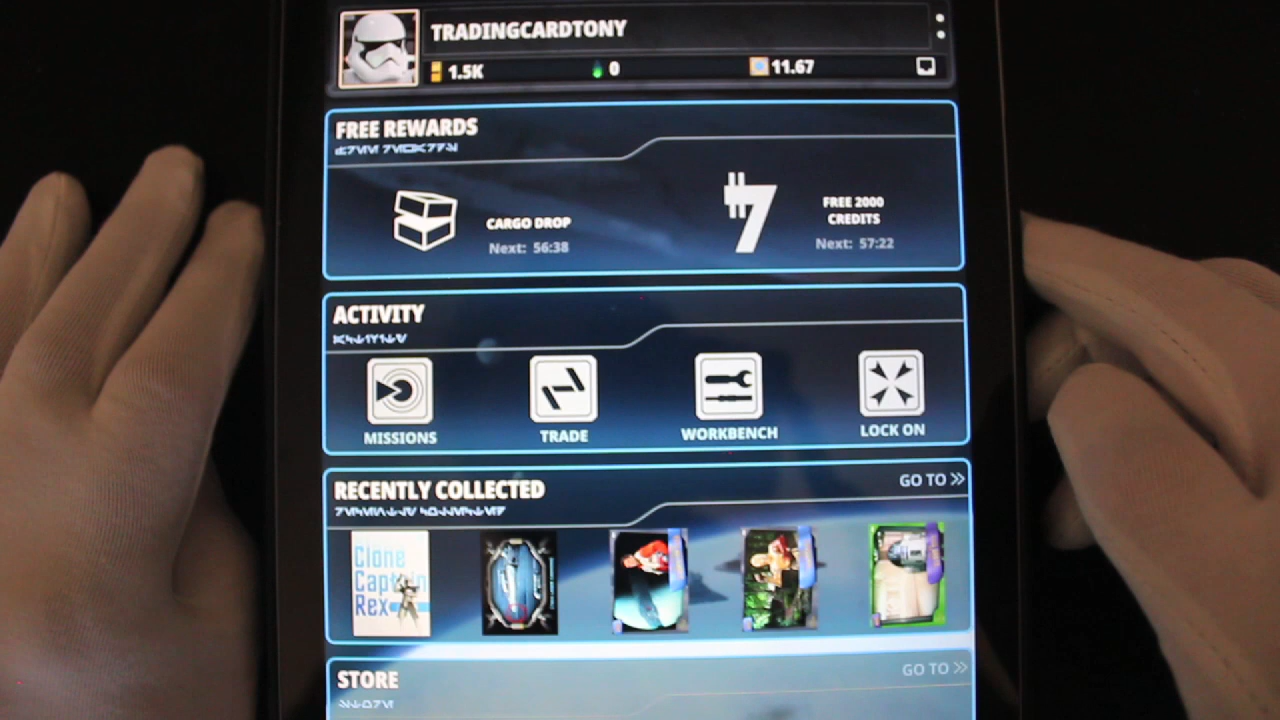 TRADINGCARDTONY
1.5K
0
11.67
FREE REWARDS
CARGO DROP
Next: 56:38
7
FREE 2000
CREDITS
Next: 57:22
ACTIVITY
MISSIONS
TRADE
WORKBENCH
LOCK ON
RECENTLY COLLECTED
GO TO >>
Clone
Captain
Rex
STORE
GO TO >>